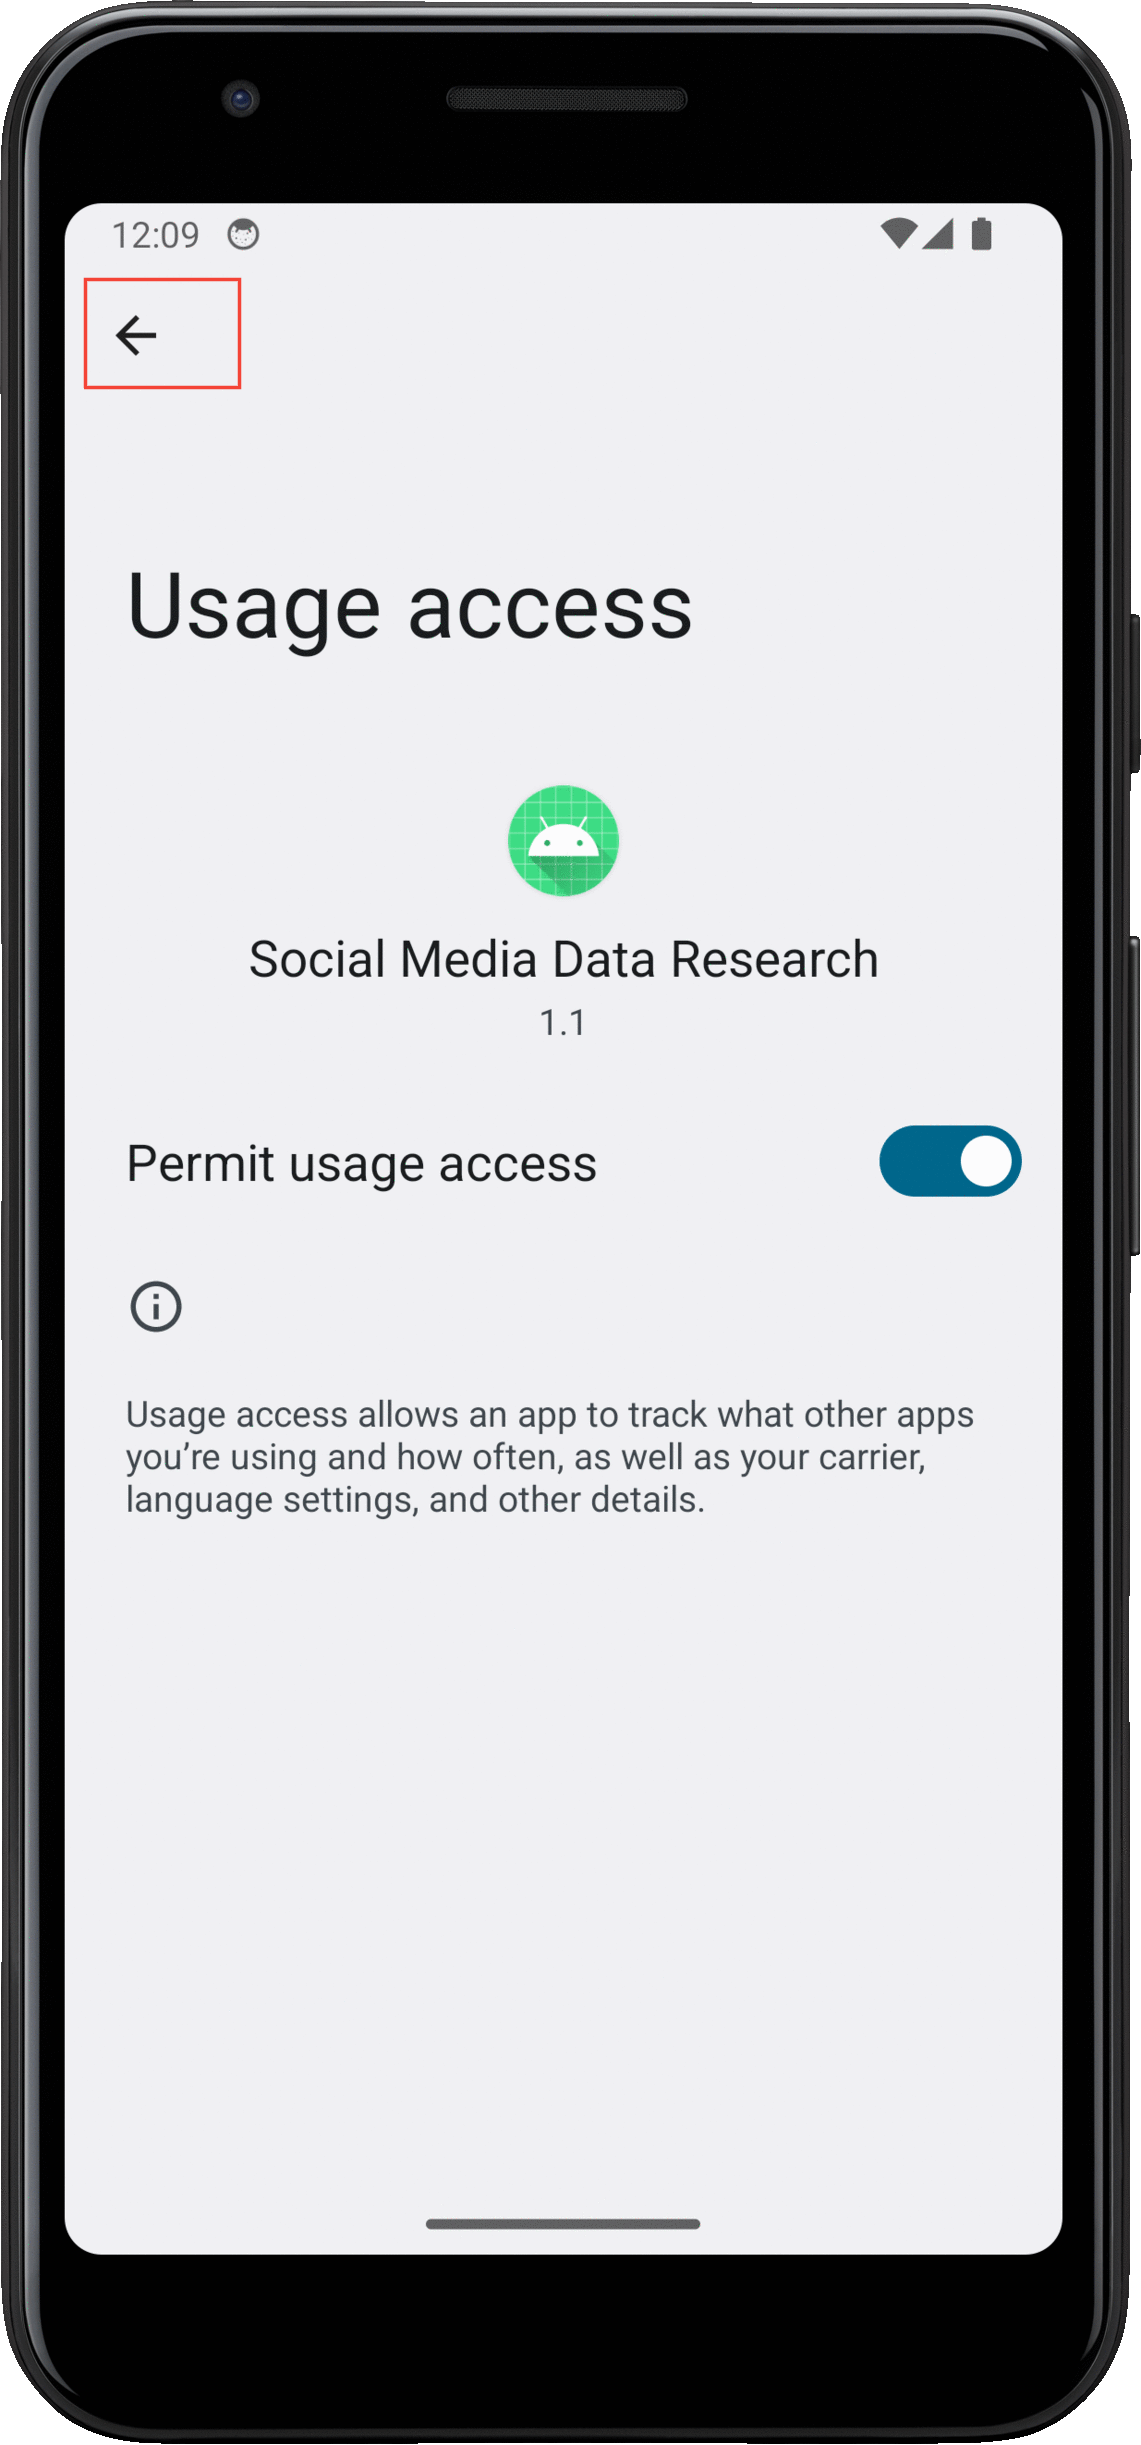 12:09
Usage access
Social Media Data Research
1.1
Permit usage access
Usage access allows an app to track what other apps
you’re using and how often, as well as your carrier,
language settings, and other details.